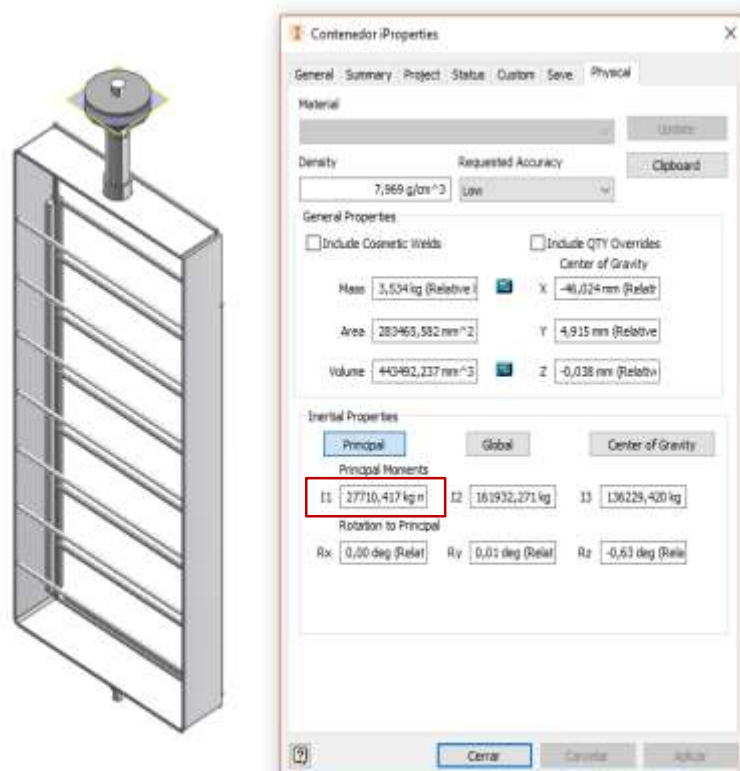 Contenedor iProperties
General Summary Project Status Custom Save Physical
Material
Update
Clipboard
Density Requested Accuracy
7,969 g/cm^3 Low
General Properties
Include Cosmetic Welds Include QTY Overrides
Center of Gravity
Mass 3,534 kg (Relative X -46,024 mm (Relati
Area 283465,582 mm^2 Y 4,915 mm (Relative
Volume 443492,237 mm^3 Z -0,038 mm (Relativ
Inertial Properties
Principal Global Center of Gravity
Principal Moments
I1 27710,417 kg m I2 161932,271 kg I3 136229,420 kg
Rotation to Principal
Rx 0,00 deg (Relat Ry 0,01 deg (Relat Rz -0,63 deg (Rela
Cerrar Cancelar Aplicar